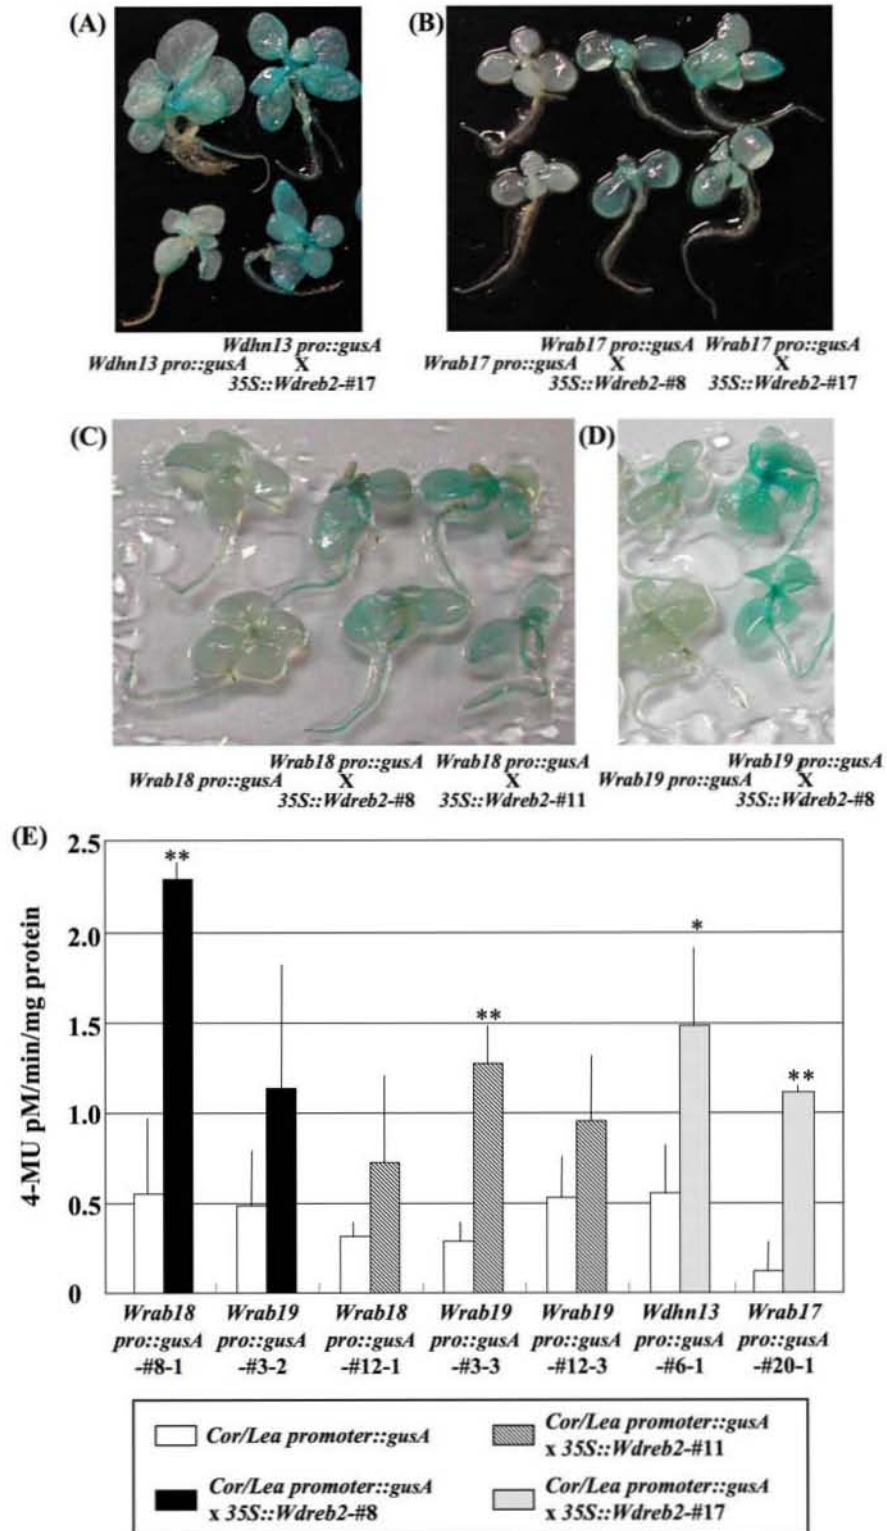 (A)
(B)
Wdhn13 pro::gusA
Wdhn13 pro::gusA
X
35S::Wdreb2-#17
Wrab17 pro::gusA
Wrab17 pro::gusA
X
35S::Wdreb2-#8
Wrab17 pro::gusA
X
35S::Wdreb2-#17
(C)
(D)
Wrab18 pro::gusA
Wrab18 pro::gusA
X
35S::Wdreb2-#8
Wrab18 pro::gusA
X
35S::Wdreb2-#11
Wrab19 pro::gusA
Wrab19 pro::gusA
X
35S::Wdreb2-#8
(E)
4-MU pM/min/mg protein
2.5
2.0
1.5
1.0
0.5
0
**
**
*
**
Wrab18
pro::gusA
-#8-1
Wrab19
pro::gusA
-#3-2
Wrab18
pro::gusA
-#12-1
Wrab19
pro::gusA
-#3-3
Wrab19
pro::gusA
-#12-3
Wdhn13
pro::gusA
-#6-1
Wrab17
pro::gusA
-#20-1
Cor/Lea promoter::gusA
Cor/Lea promoter::gusA
x 35S::Wdreb2-#11
Cor/Lea promoter::gusA
x 35S::Wdreb2-#8
Cor/Lea promoter::gusA
x 35S::Wdreb2-#17